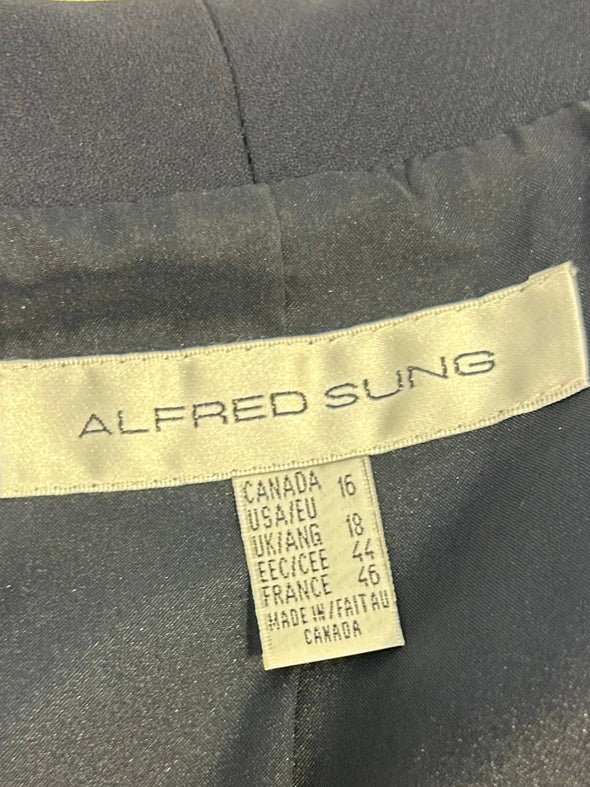 ALFRED SUNG
CANADA 16
USA/EU
UK/ANG 18
EEC/CEE 44
FRANCE 46
MADE IN/FAIT AU
CANADA